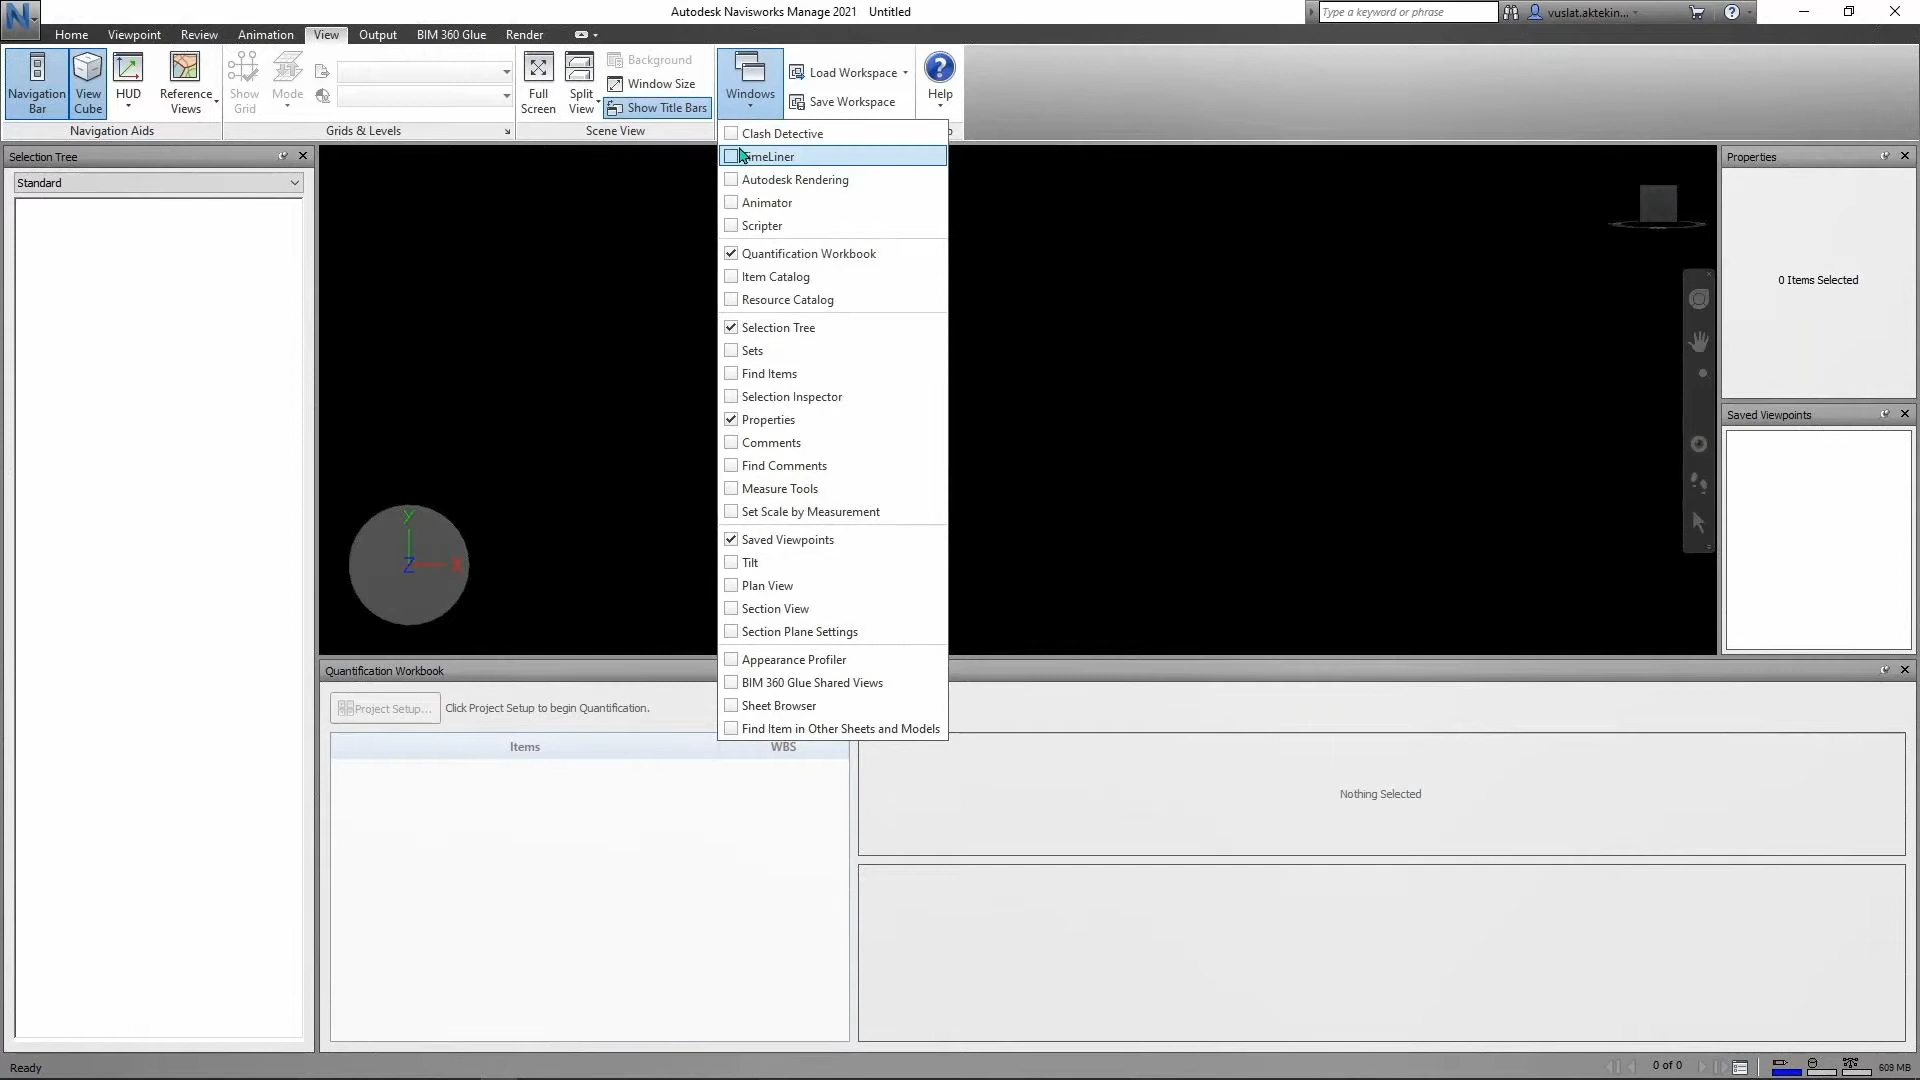 N
Autodesk Navisworks Manage 2021 Untitled
Type a keyword or phrase
vuslat.aktekin...
?
Home Viewpoint Review Animation View Output BIM 360 Glue Render
Navigation Bar
View Cube
HUD
Reference Views
Navigation Aids
Show Grid
Mode
Grids & Levels
Full Screen
Split View
Background
Window Size
Show Title Bars
Scene View
Windows
Load Workspace
Save Workspace
? Help
Selection Tree
Standard
Clash Detective
Autodesk Rendering
Animator
Scripter
Quantification Workbook
Item Catalog
Resource Catalog
Selection Tree
Sets
Find Items
Selection Inspector
Properties
Comments
Find Comments
Measure Tools
Set Scale by Measurement
Saved Viewpoints
Tilt
Plan View
Section View
Section Plane Settings
Appearance Profiler
BIM 360 Glue Shared Views
Sheet Browser
Find Item in Other Sheets and Models
Y
Z X
Properties
0 Items Selected
Saved Viewpoints
Quantification Workbook
Project Setup... Click Project Setup to begin Quantification.
Items WBS
Nothing Selected
Ready
0 of 0
609 MB